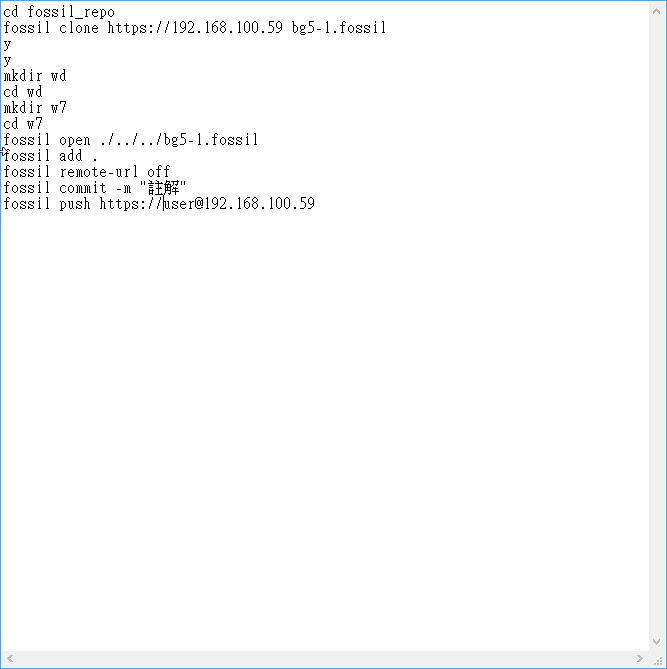 cd fossil_repo
fossil clone https://192.168.100.59 bg5-1.fossil
y
y
mkdir wd
cd wd
mkdir w7
cd w7
fossil open ./../../bg5-1.fossil
fossil add .
fossil remote-url off
fossil commit -m "註解"
fossil push https://user@192.168.100.59